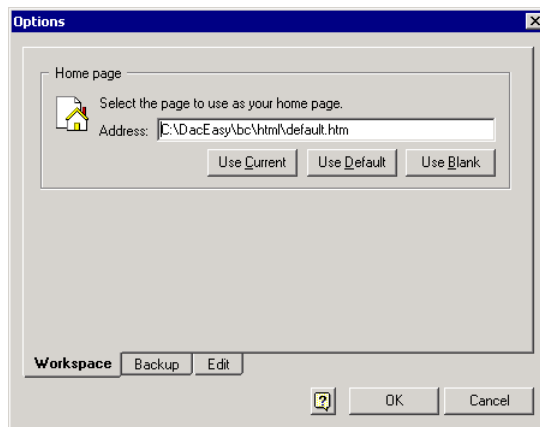 Options
Home page
Select the page to use as your home page.
Address: C:\DacEasy\bc\html\default.htm
Use Current Use Default Use Blank
Workspace Backup Edit
OK Cancel